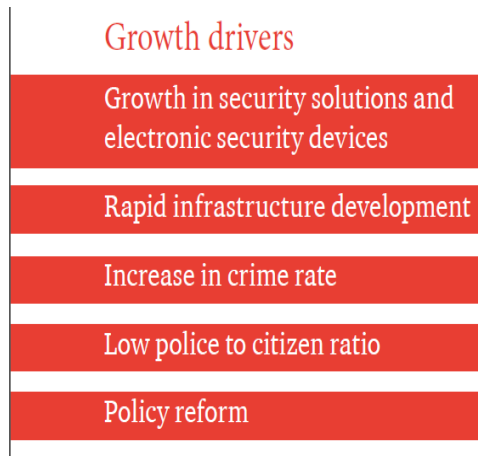 Growth drivers
Growth in security solutions and
electronic security devices
Rapid infrastructure development
Increase in crime rate
Low police to citizen ratio
Policy reform